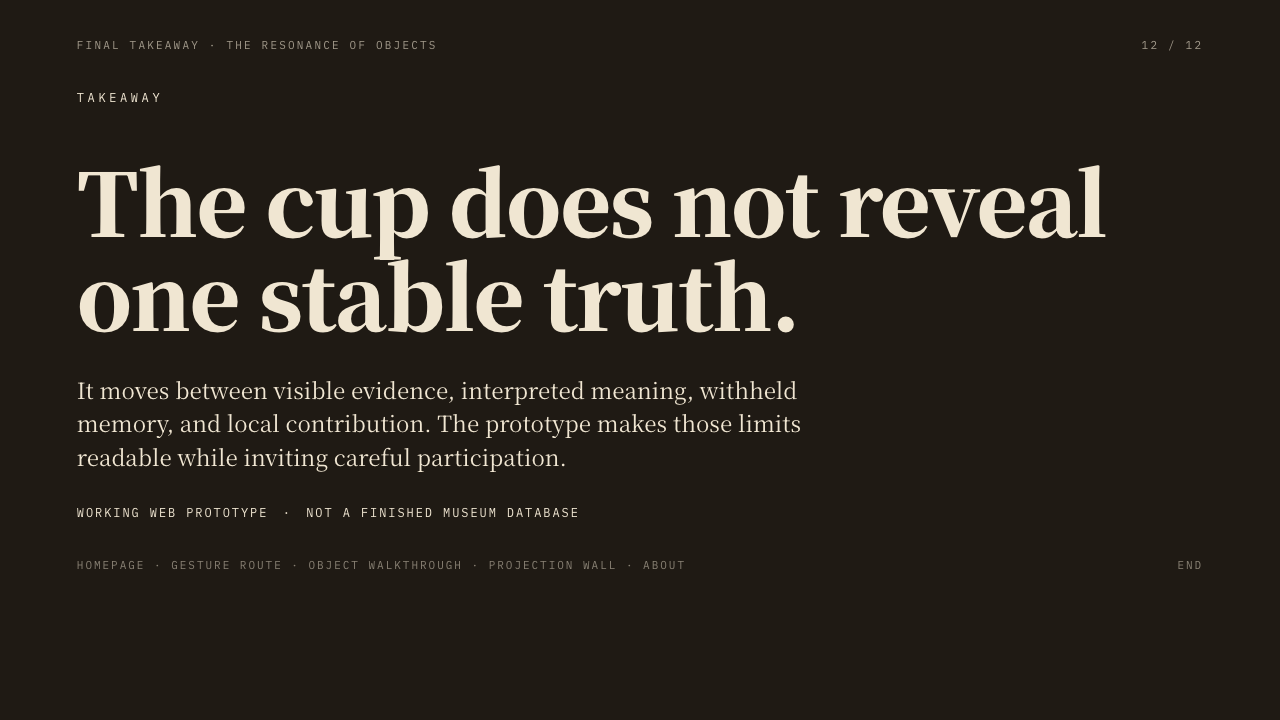 FINAL TAKEAWAY · THE RESONANCE OF OBJECTS
12 / 12
TAKEAWAY
The cup does not reveal
one stable truth.
It moves between visible evidence, interpreted meaning, withheld
memory, and local contribution. The prototype makes those limits
readable while inviting careful participation.
WORKING WEB PROTOTYPE · NOT A FINISHED MUSEUM DATABASE
HOMEPAGE · GESTURE ROUTE · OBJECT WALKTHROUGH · PROJECTION WALL · ABOUT
END